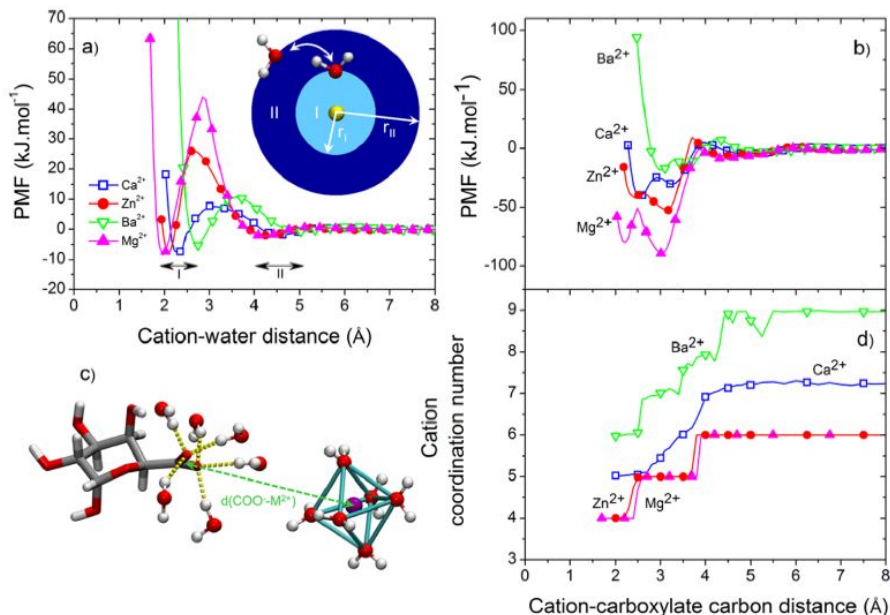 a)
PMF (kJ.mol⁻¹)
70
60
50
40
30
20
10
0
-10
-20
Ca²⁺
Zn²⁺
Ba²⁺
Mg²⁺
II
I
r_I
r_II
I
II
0 1 2 3 4 5 6 7 8
Cation-water distance (Å)
b)
PMF (kJ.mol⁻¹)
100
50
0
-50
-100
Ba²⁺
Ca²⁺
Zn²⁺
Mg²⁺
c)
d(COO⁻-M²⁺)
d)
Cation
coordination number
9
8
7
6
5
4
3
Ba²⁺
Ca²⁺
Zn²⁺
Mg²⁺
0 1 2 3 4 5 6 7 8
Cation-carboxylate carbon distance (Å)